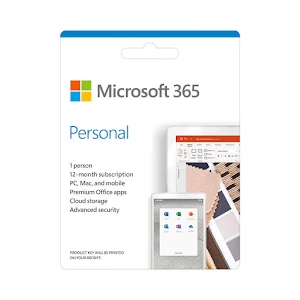 Microsoft 365
Personal
1 person
12-month subscription
PC, Mac, and mobile
Premium Office apps
Cloud storage
Advanced security
PRODUCT KEY WILL BE PRINTED
ON YOUR RECEIPT.